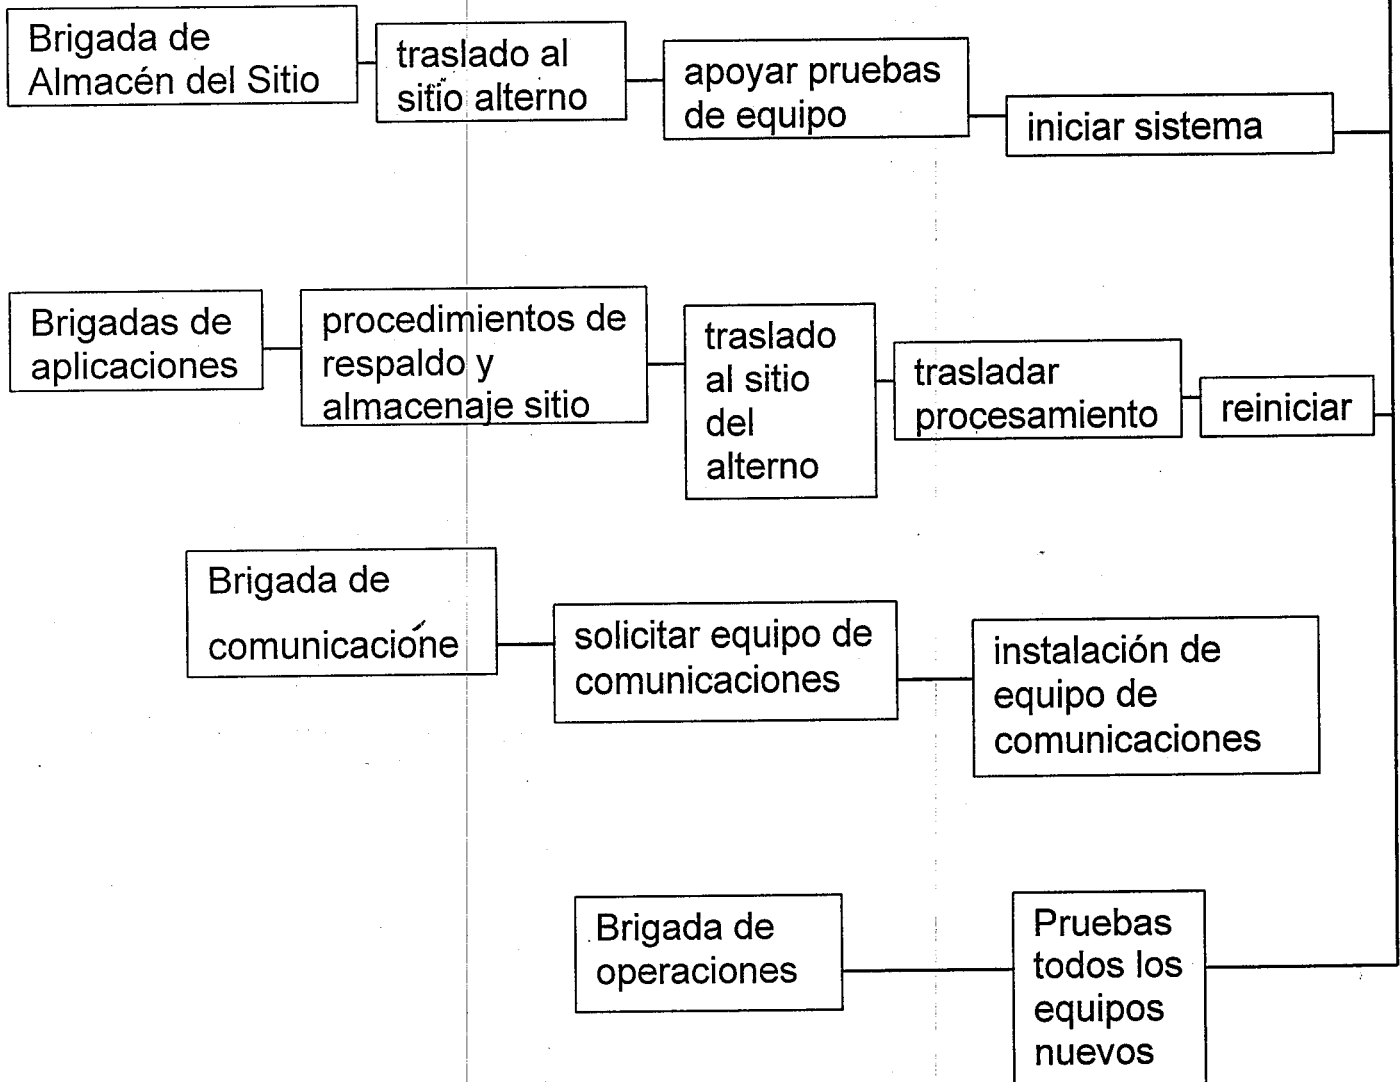 Brigada de
Almacén del Sitio
traslado al
sitio alterno
apoyar pruebas
de equipo
iniciar sistema
Brigadas de
aplicaciones
procedimientos de
respaldo y
almacenaje sitio
traslado
al sitio
del
alterno
trasladar
procesamiento
reiniciar
Brigada de
comunicacióne
solicitar equipo de
comunicaciones
instalación de
equipo de
comunicaciones
Brigada de
operaciones
Pruebas
todos los
equipos
nuevos